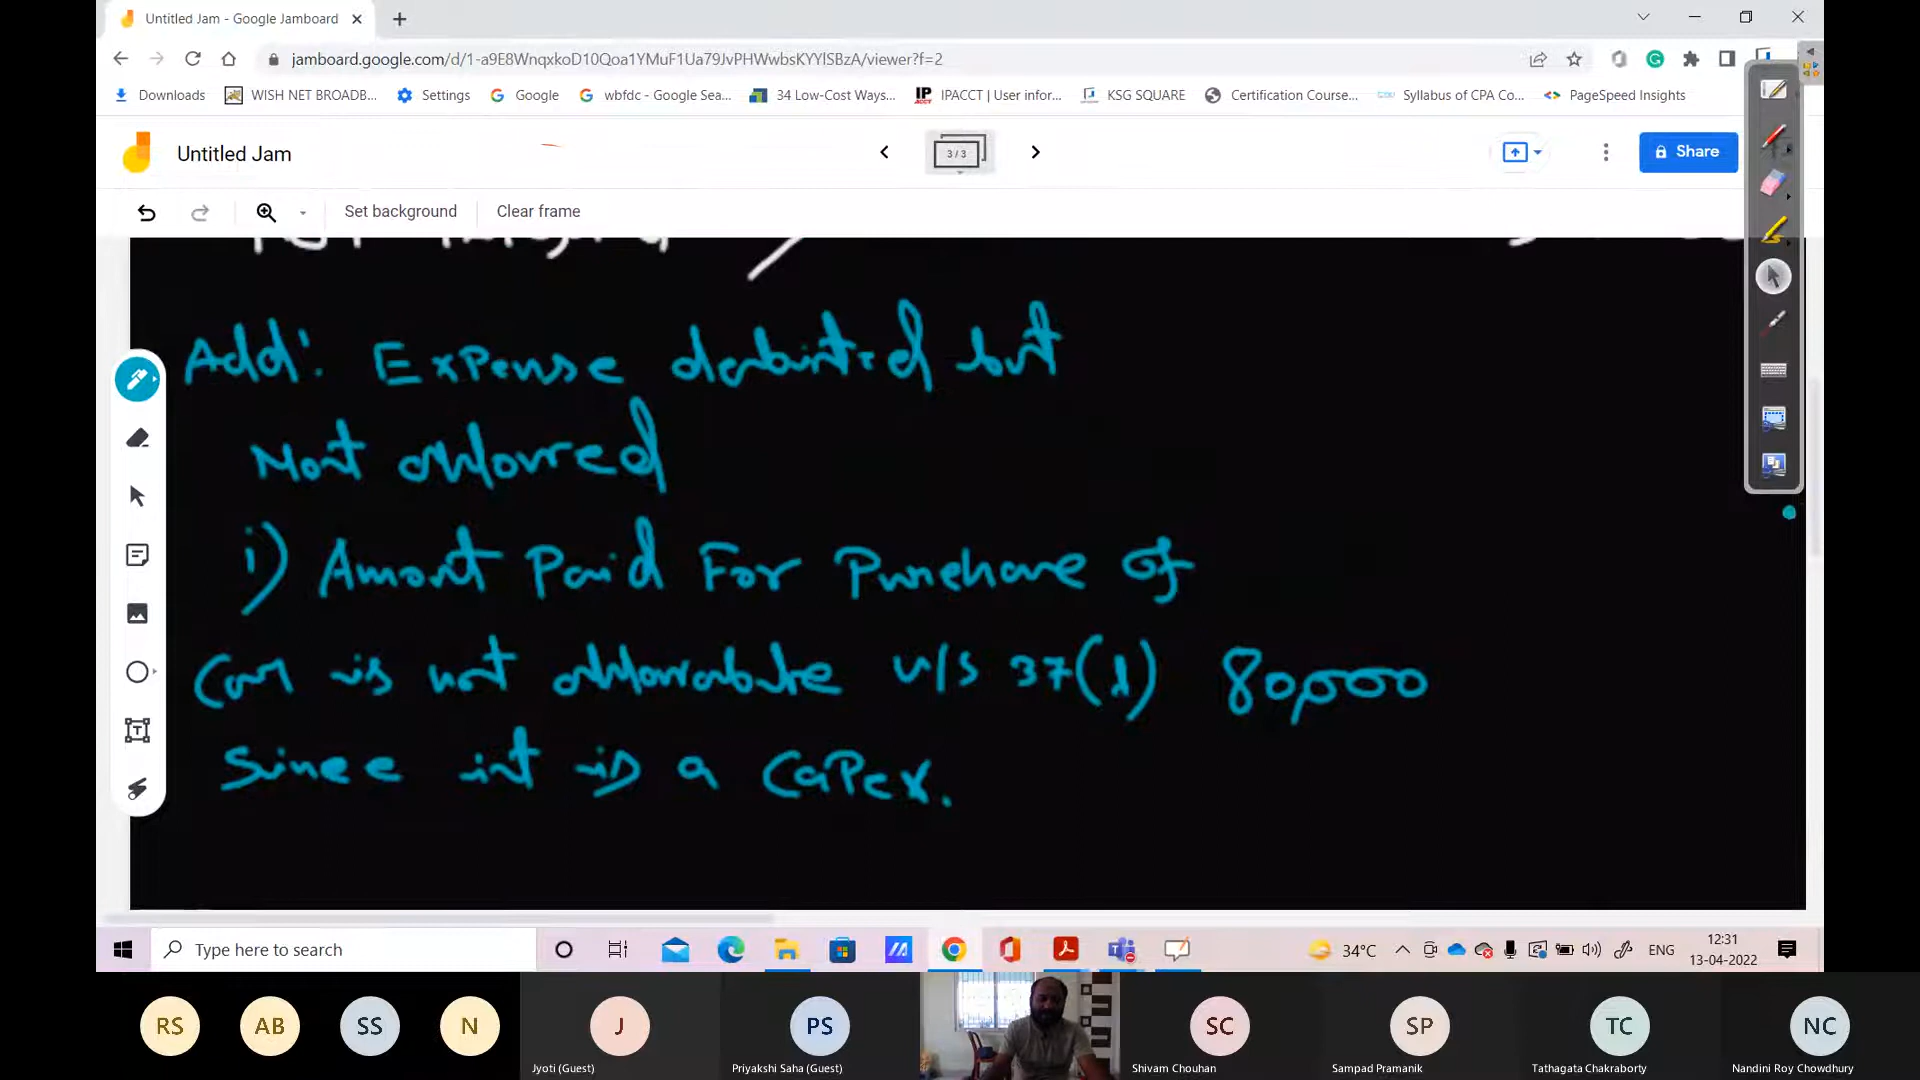 Untitled Jam - Google Jamboard
jamboard.google.com/d/1-a9E8WnqxkoD10Qoa1YMuF1Ua79JvPHWwbsKYYlSBzA/viewer?f=2
Downloads WISH NET BROADB... Settings Google wbfdc - Google Sea... 34 Low-Cost Ways... IPACCT | User infor... KSG SQUARE Certification Course... Syllabus of CPA Co... PageSpeed Insights
Untitled Jam 3 / 3 Share
Set background Clear frame
Add: Expense debited but
Not allowed
i) Amount Paid For Purchase of
Car is not allowable u/s 37(1) 80,000
Since it is a CaPex.
Type here to search 34°C ENG 12:31
13-04-2022
RS AB SS N J PS SC SP TC NC
Jyoti (Guest) Priyakshi Saha (Guest) Shivam Chouhan Sampad Pramanik Tathagata Chakraborty Nandini Roy Chowdhury